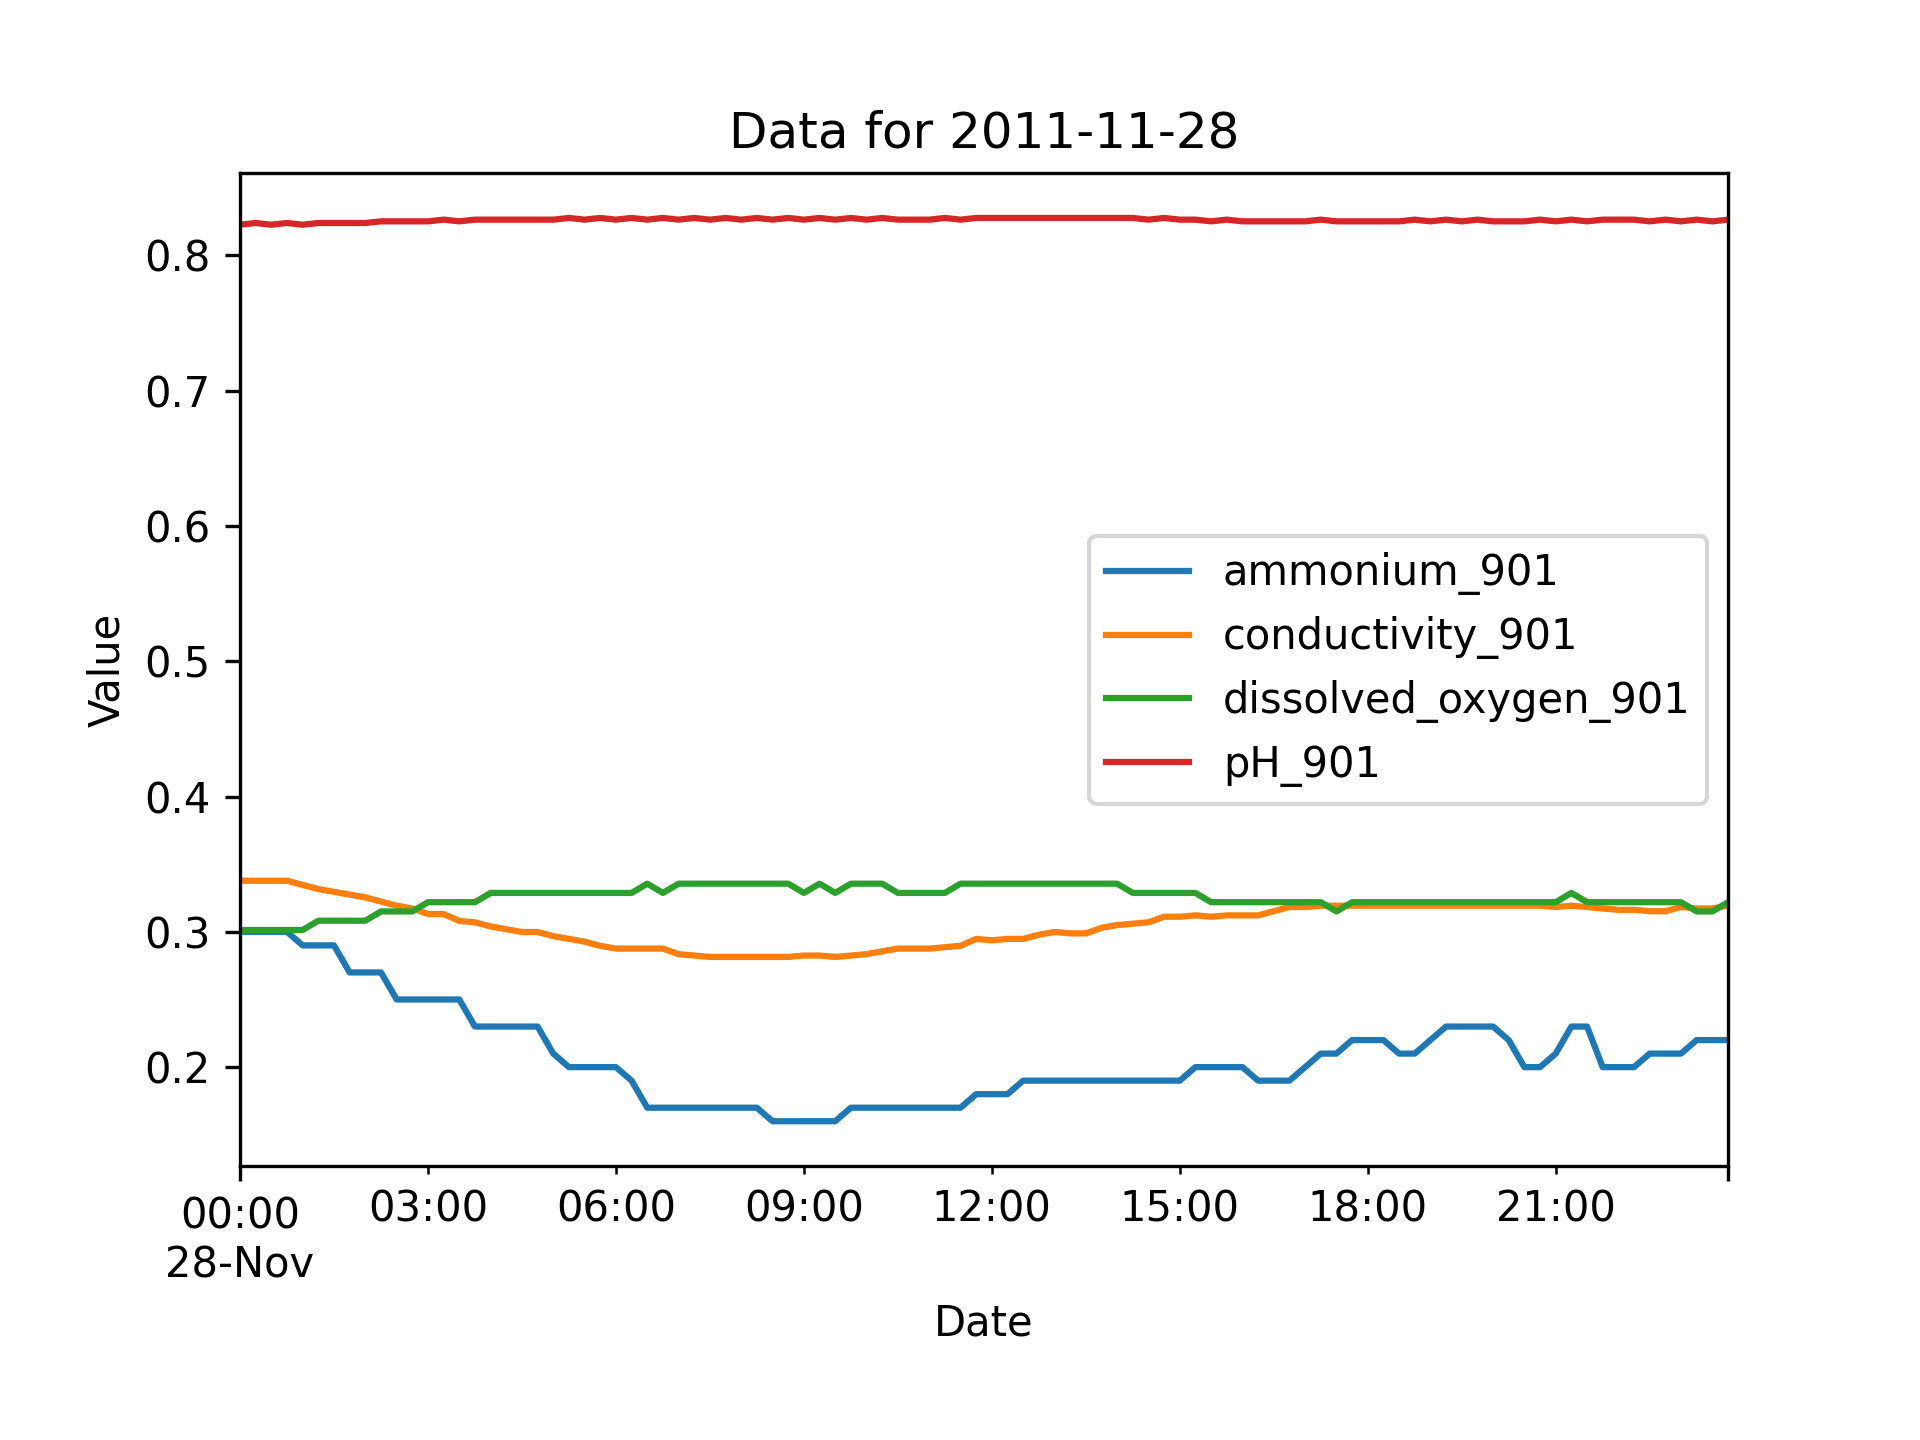 Data for 2011-11-28
Value
0.8
0.7
0.6
0.5
0.4
0.3
0.2
ammonium_901
conductivity_901
dissolved_oxygen_901
pH_901
00:00 03:00 06:00 09:00 12:00 15:00 18:00 21:00
28-Nov
Date